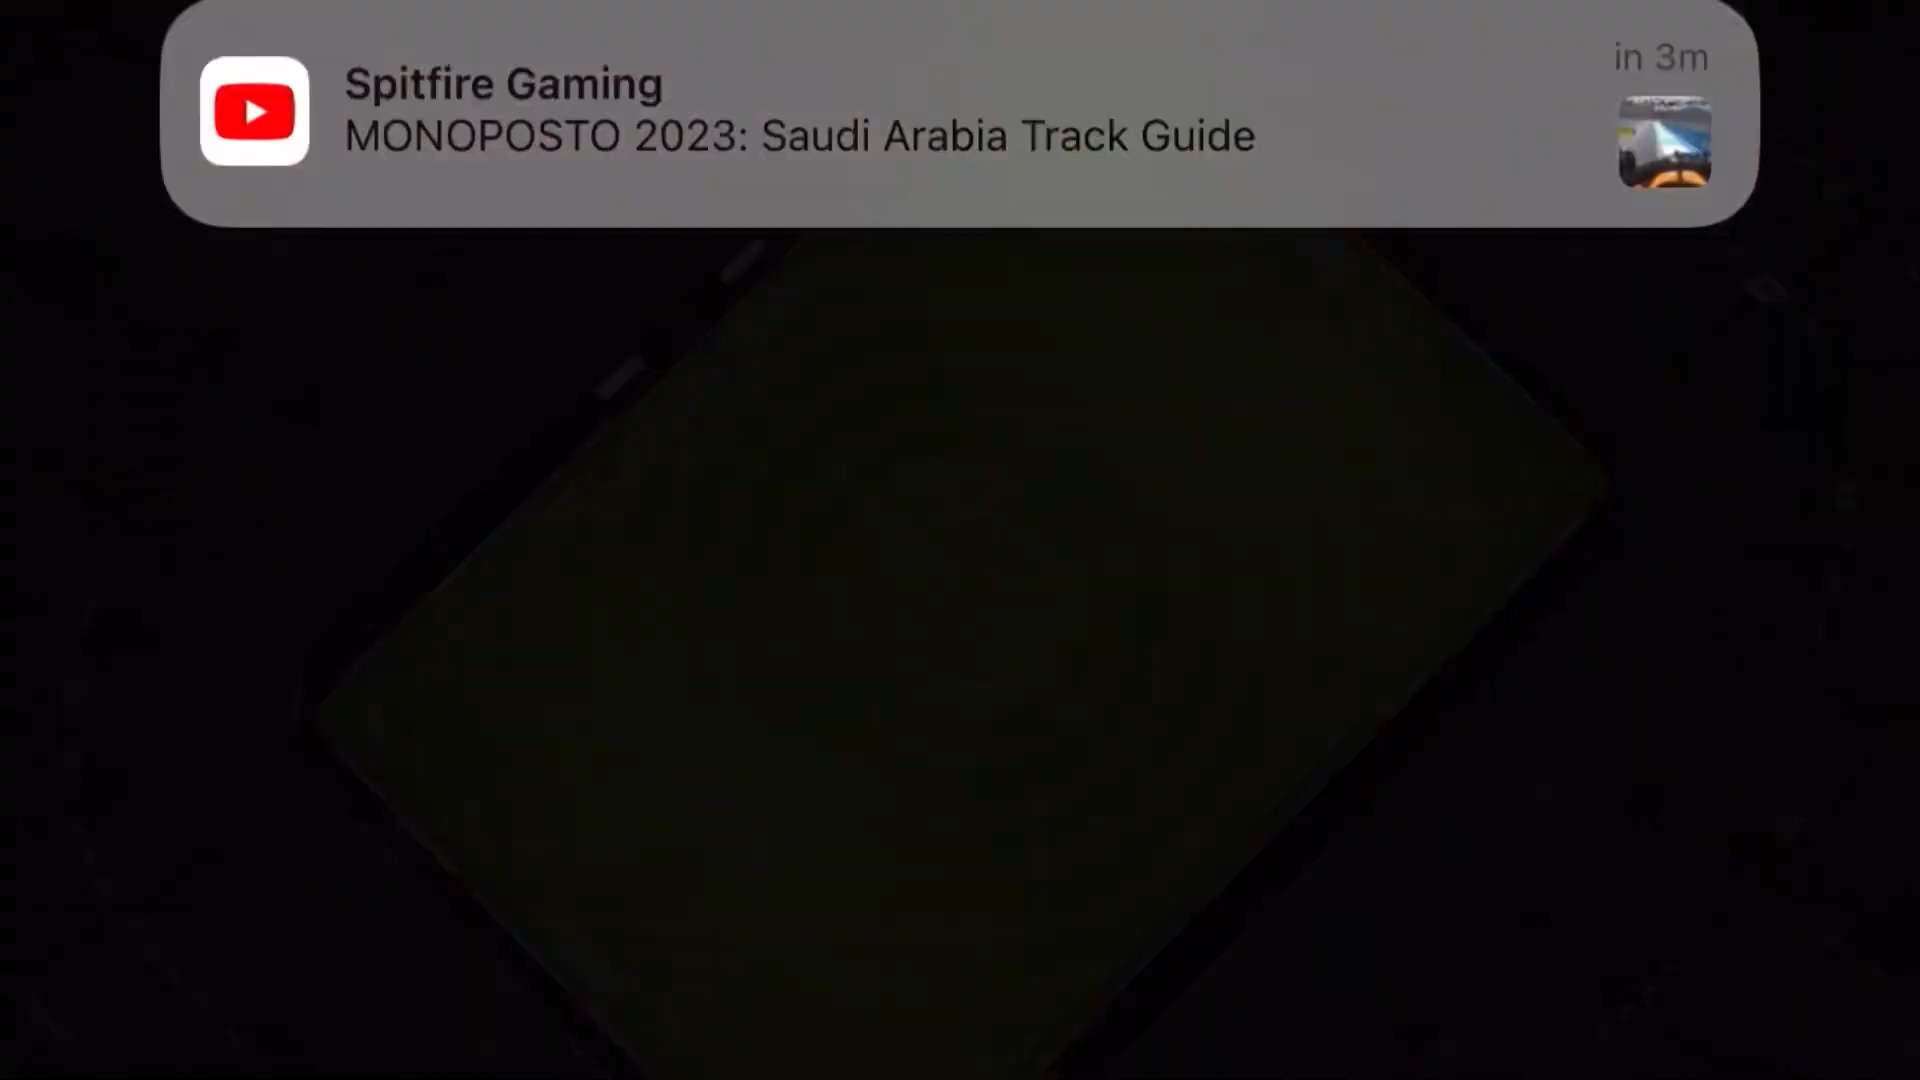 in 3m
Spitfire Gaming
MONOPOSTO 2023: Saudi Arabia Track Guide